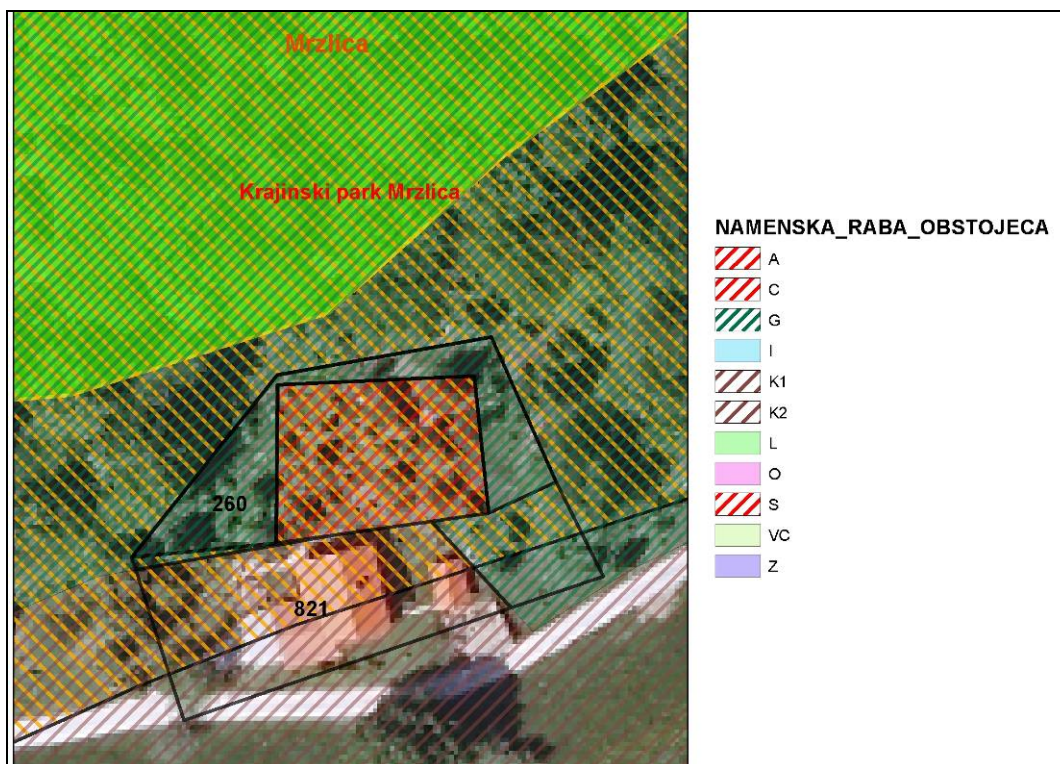 Mrzlica
Krajinski park Mrzlica
260
821
NAMENSKA_RABA_OBSTOJECA
A
C
G
I
K1
K2
L
O
S
VC
Z